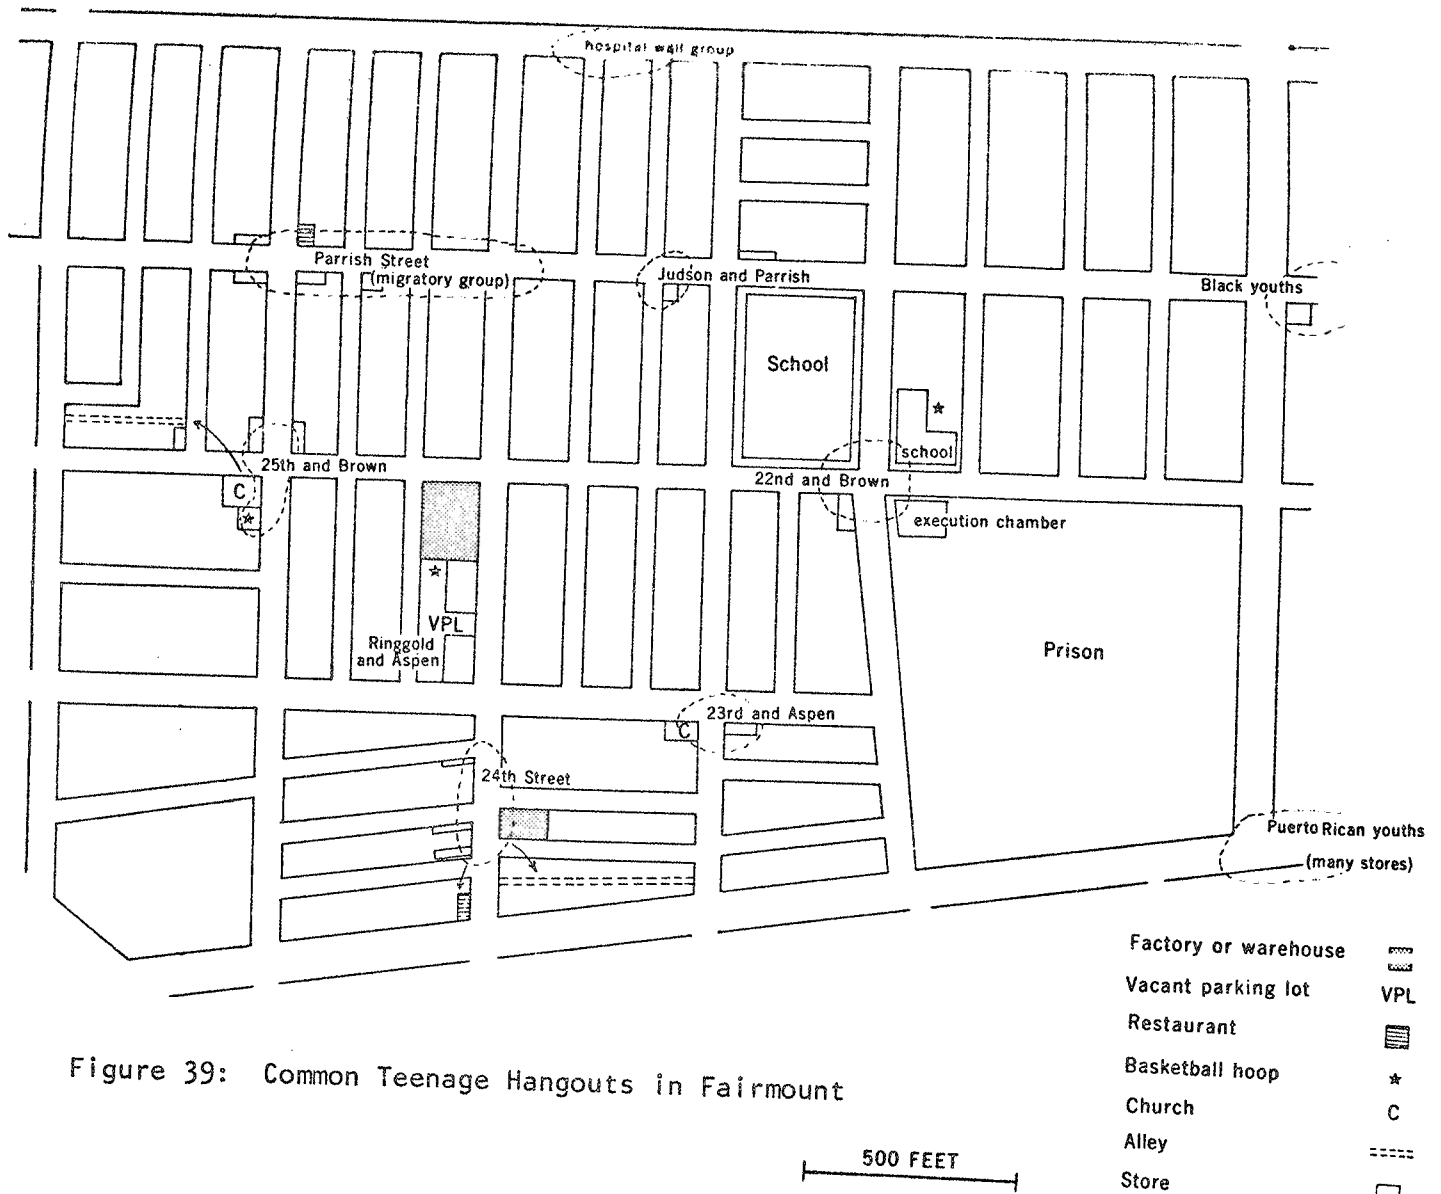 hospital wall group
Parrish Street
(migratory group)
Judson and Parrish
Black youths
School
school
25th and Brown
22nd and Brown
C
execution chamber
VPL
Ringgold
and Aspen
Prison
23rd and Aspen
C
24th Street
Puerto Rican youths
(many stores)
Factory or warehouse
Vacant parking lot VPL
Restaurant
Basketball hoop
Church C
Alley
Store
Figure 39: Common Teenage Hangouts in Fairmount
500 FEET